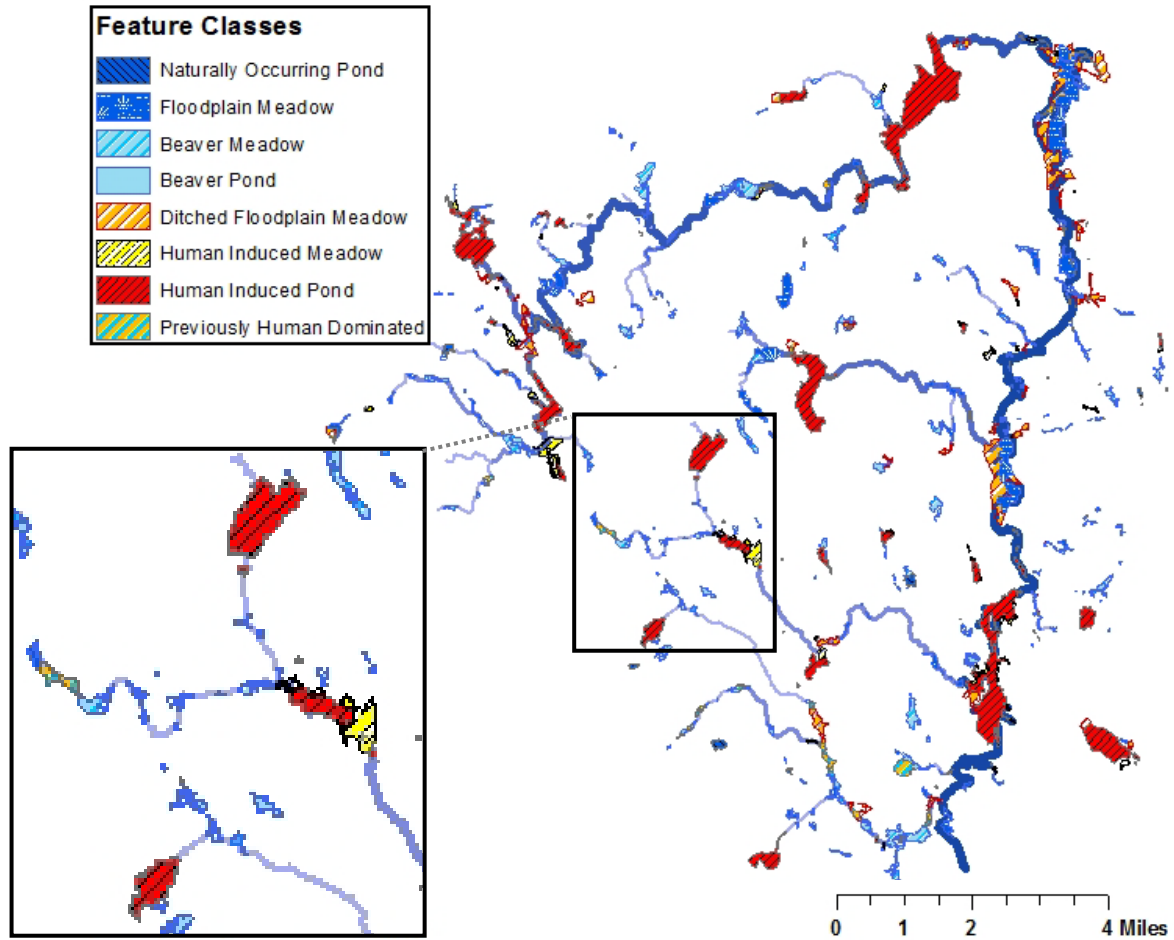 Feature Classes
Naturally Occurring Pond
Floodplain Meadow
Beaver Meadow
Beaver Pond
Ditched Floodplain Meadow
Human Induced Meadow
Human Induced Pond
Previously Human Dominated
0 1 2 4 Miles